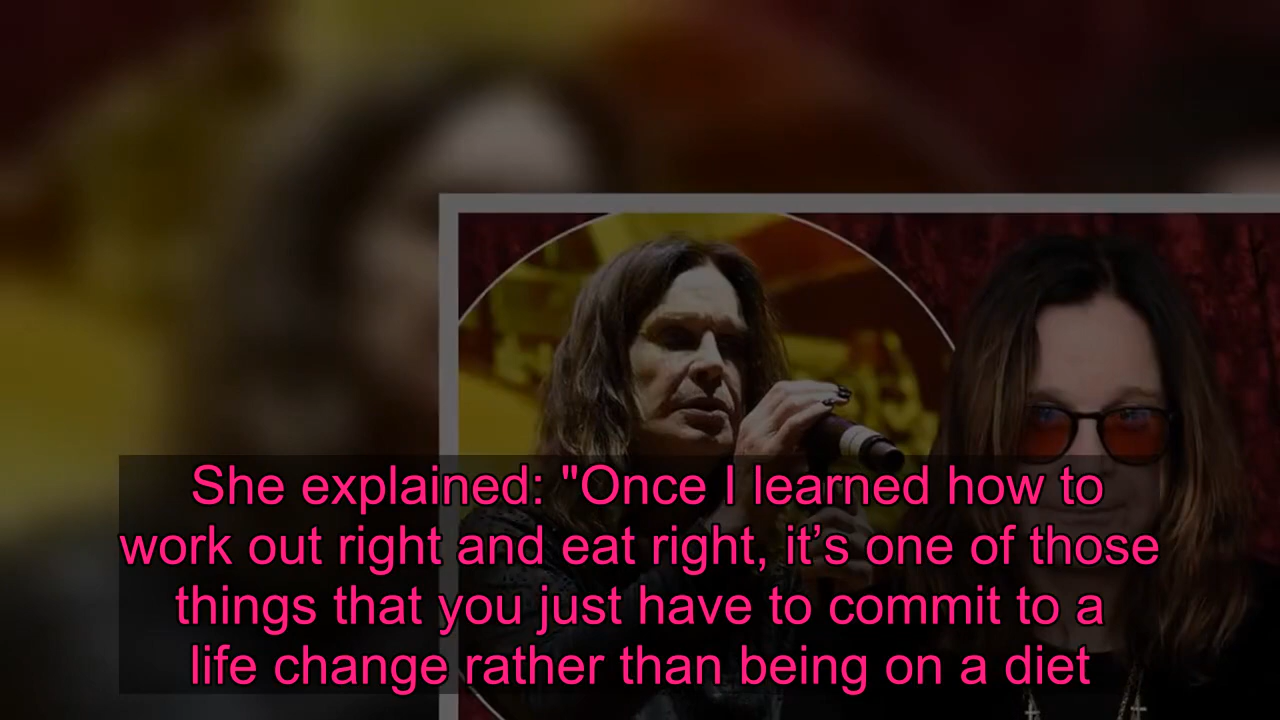 She explained: "Once I learned how to
work out right and eat right, it’s one of those
things that you just have to commit to a
life change rather than being on a diet